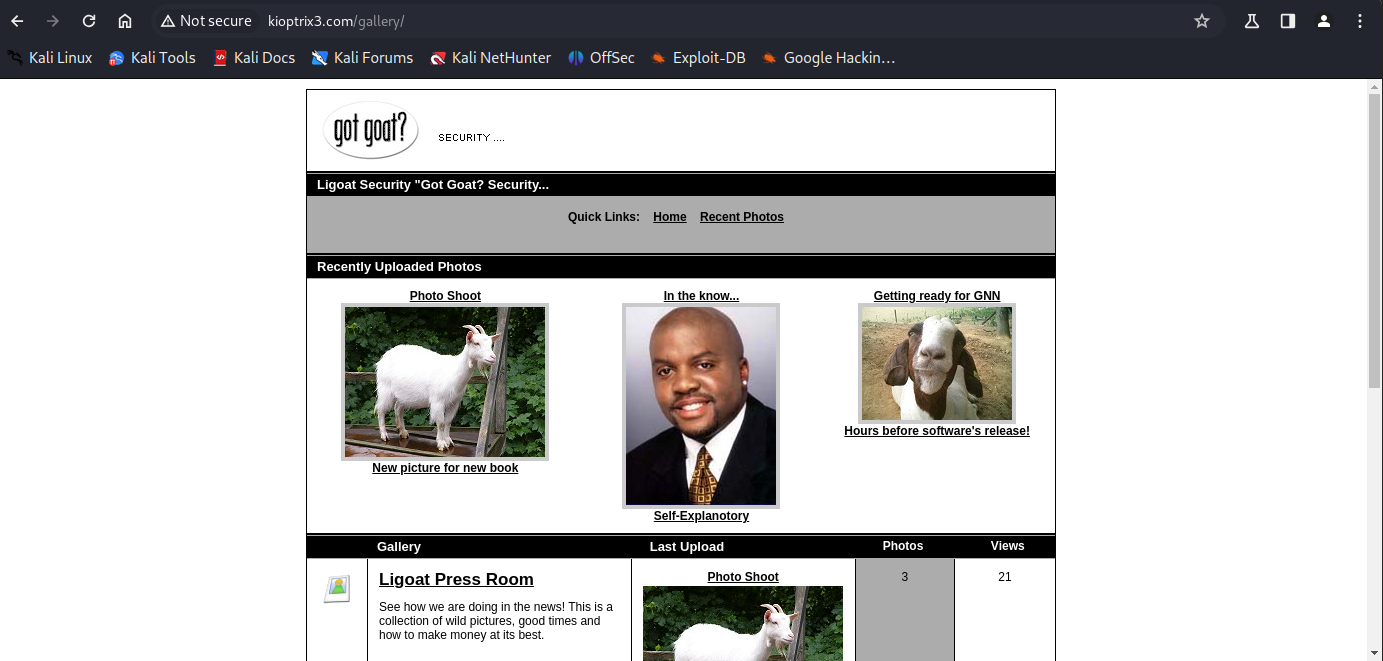 Not secure kioptrix3.com/gallery/
Kali Linux Kali Tools Kali Docs Kali Forums Kali NetHunter OffSec Exploit-DB Google Hackin…
got goat? SECURITY ....
Ligoat Security "Got Goat? Security...
Quick Links: Home Recent Photos
Recently Uploaded Photos
Photo Shoot In the know... Getting ready for GNN
Hours before software's release!
New picture for new book
Self-Explanotory
Gallery Last Upload Photos Views
Ligoat Press Room Photo Shoot 3 21
See how we are doing in the news! This is a
collection of wild pictures, good times and
how to make money at its best.